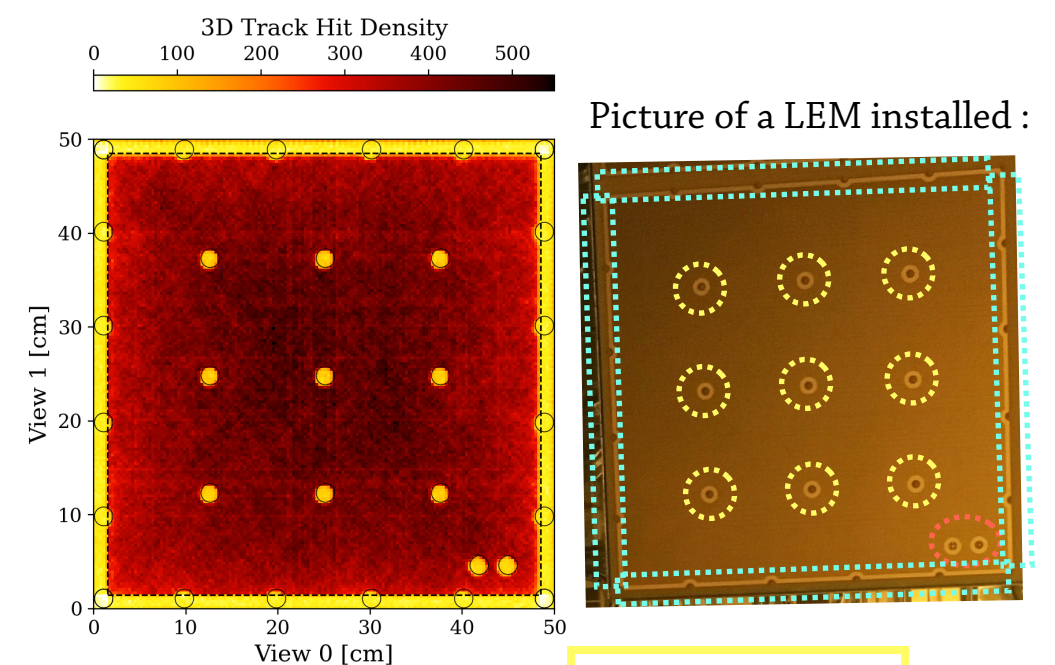 3D Track Hit Density
0 100 200 300 400 500
Picture of a LEM installed :
50
40
30
20
10
0
View 1 [cm]
0 10 20 30 40 50
View 0 [cm]